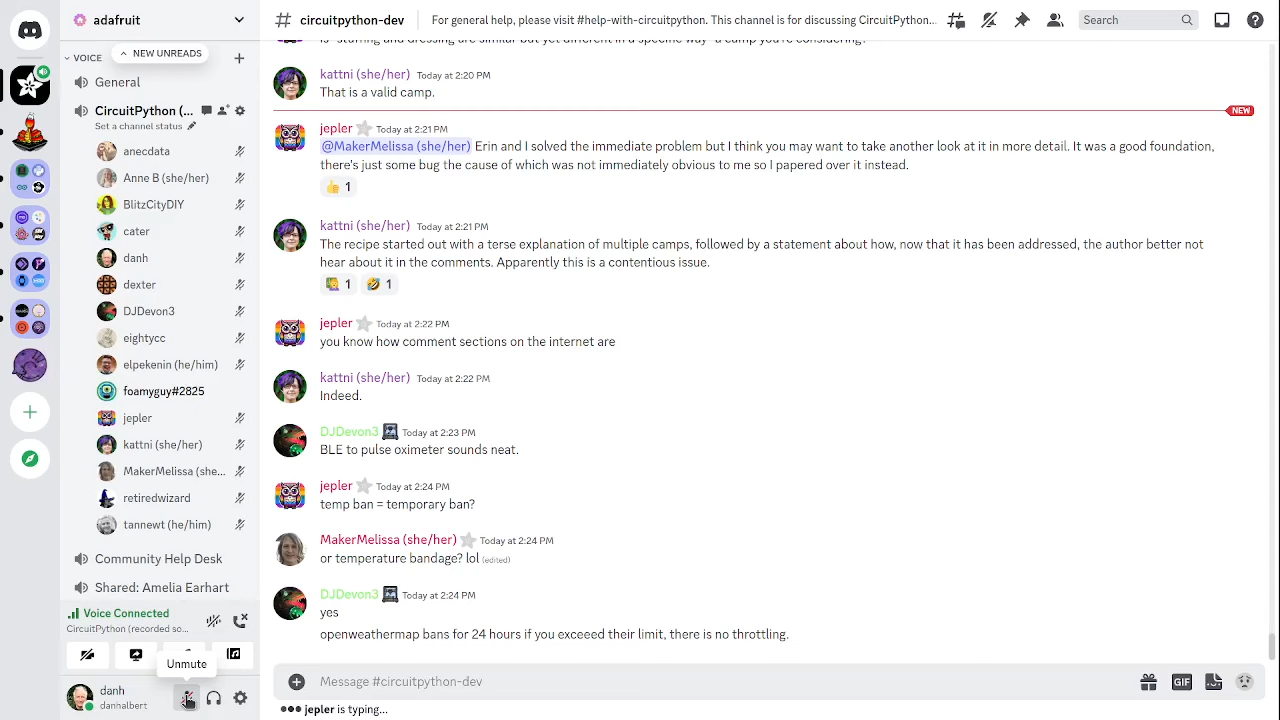 adafruit
# circuitpython-dev
For general help, please visit #help-with-circuitpython. This channel is for discussing CircuitPython...
Search
NEW UNREADS
VOICE
General
CircuitPython (...
Set a channel status
anecdata
Anne B (she/her)
BlitzCityDIY
cater
danh
dexter
DJDevon3
eightycc
elpekenin (he/him)
foamyguy#2825
jepler
kattni (she/her)
MakerMelissa (she...
retiredwizard
tannewt (he/him)
Community Help Desk
Shared: Amelia Earhart
Voice Connected
CircuitPython (recorded so...
Unmute
danh
danhalbert
is "starring and dressing are similar but yet different in a specific way" a camp you're considering?
kattni (she/her) Today at 2:20 PM
That is a valid camp.
NEW
jepler Today at 2:21 PM
@MakerMelissa (she/her) Erin and I solved the immediate problem but I think you may want to take another look at it in more detail. It was a good foundation,
there's just some bug the cause of which was not immediately obvious to me so I papered over it instead.
1
kattni (she/her) Today at 2:21 PM
The recipe started out with a terse explanation of multiple camps, followed by a statement about how, now that it has been addressed, the author better not
hear about it in the comments. Apparently this is a contentious issue.
1 1
jepler Today at 2:22 PM
you know how comment sections on the internet are
kattni (she/her) Today at 2:22 PM
Indeed.
DJDevon3 Today at 2:23 PM
BLE to pulse oximeter sounds neat.
jepler Today at 2:24 PM
temp ban = temporary ban?
MakerMelissa (she/her) Today at 2:24 PM
or temperature bandage? lol (edited)
DJDevon3 Today at 2:24 PM
yes
openweathermap bans for 24 hours if you exceeed their limit, there is no throttling.
Message #circuitpython-dev
GIF
jepler is typing...